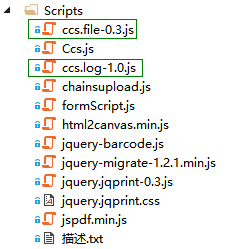 Scripts
ccs.file-0.3.js
Ccs.js
ccs.log-1.0.js
chainsupload.js
formScript.js
html2canvas.min.js
jquery-barcode.js
jquery-migrate-1.2.1.min.js
jquery.jqprint-0.3.js
jquery.jqprint.css
jspdf.min.js
描述.txt